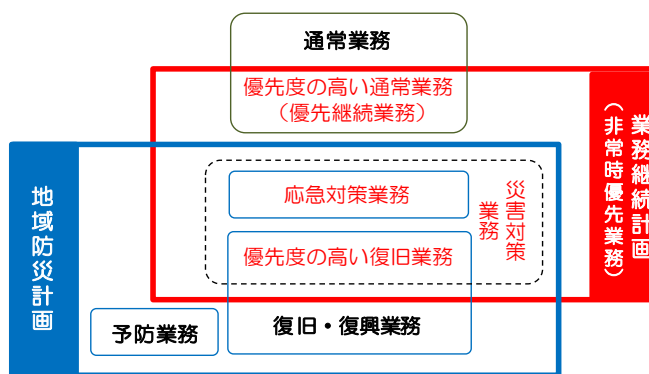 通常業務
優先度の高い通常業務
（優先継続業務）
業務継続計画
（非常時優先業務）
地域防災計画
応急対策業務
災害対策
業務
優先度の高い復旧業務
予防業務
復旧・復興業務